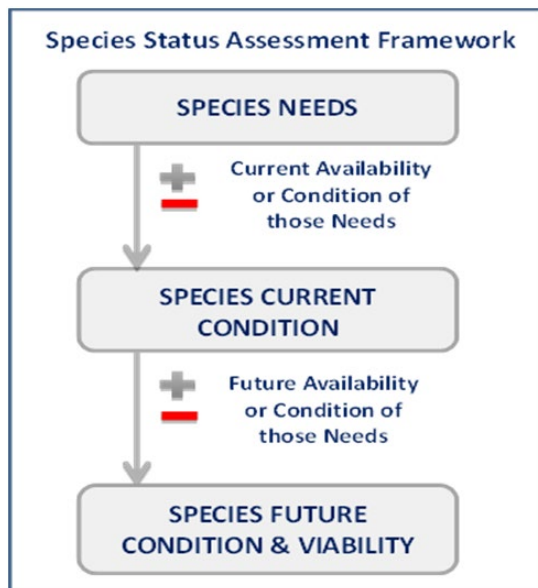 Species Status Assessment Framework
SPECIES NEEDS
Current Availability
or Condition of
those Needs
SPECIES CURRENT
CONDITION
Future Availability
or Condition of
those Needs
SPECIES FUTURE
CONDITION & VIABILITY